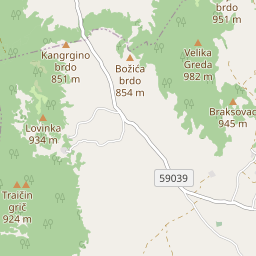 brdo
951 m
Kangrgino
brdo
851 m
Božića
brdo
854 m
Velika
Greda
982 m
Braksovac
945 m
Lovinka
934 m
59039
Traičin
grič
924 m